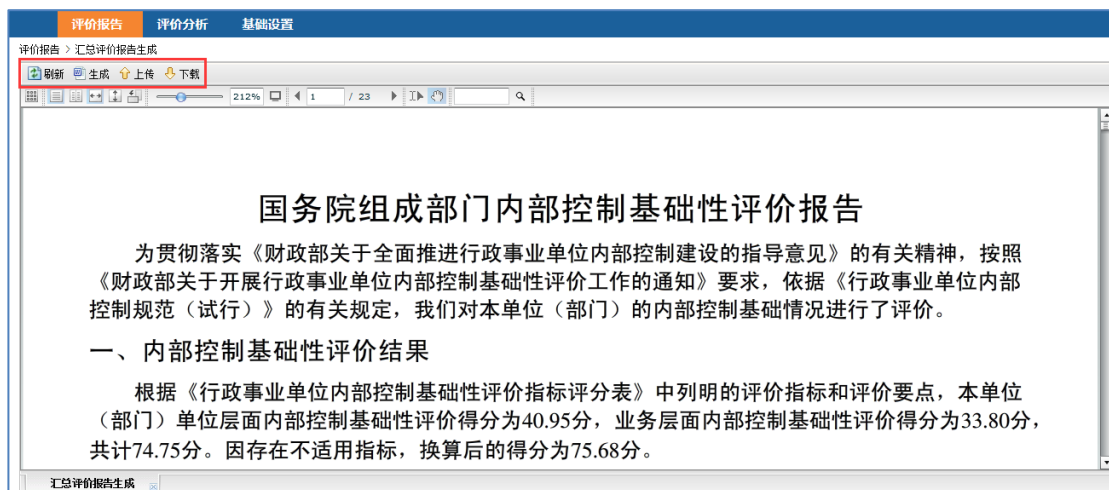 评价报告 评价分析 基础设置
评价报告 > 汇总评价报告生成
刷新 生成 上传 下载
212% 1 / 23
国务院组成部门内部控制基础性评价报告
为贯彻落实《财政部关于全面推进行政事业单位内部控制建设的指导意见》的有关精神，按照
《财政部关于开展行政事业单位内部控制基础性评价工作的通知》要求，依据《行政事业单位内部
控制规范（试行）》的有关规定，我们对本单位（部门）的内部控制基础情况进行了评价。
一、内部控制基础性评价结果
根据《行政事业单位内部控制基础性评价指标评分表》中列明的评价指标和评价要点，本单位
（部门）单位层面内部控制基础性评价得分为40.95分，业务层面内部控制基础性评价得分为33.80分，
共计74.75分。因存在不适用指标，换算后的得分为75.68分。
汇总评价报告生成